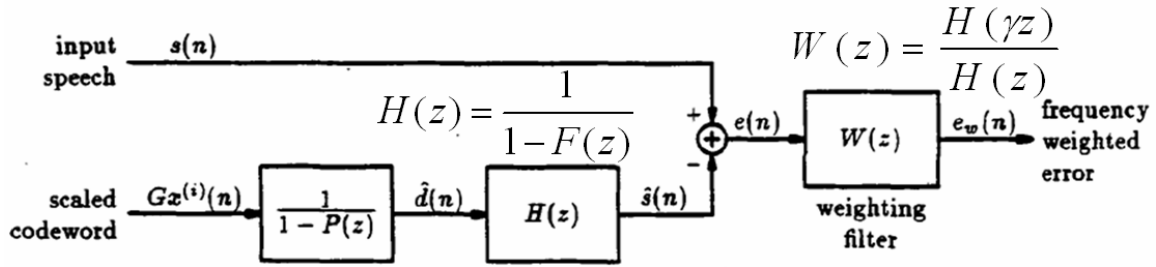 input
speech
s(n)
W(z) = H(γz) / H(z)
H(z) = 1 / 1 − F(z)
+
+
−
e(n)
W(z)
e_w(n)
frequency
weighted
error
weighting
filter
scaled
codeword
Gx^(i)(n)
1 / 1 − P(z)
d̂(n)
H(z)
ŝ(n)